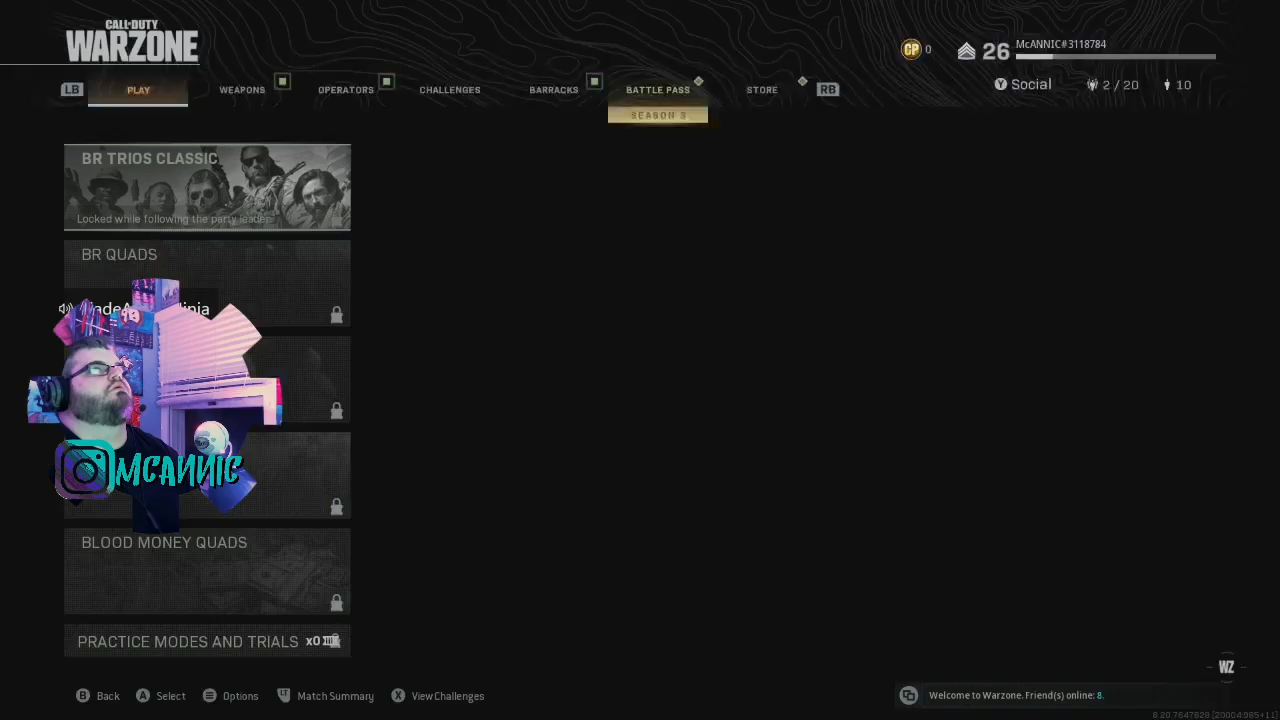 CALL OF DUTY
WARZONE
CP 0
26
McANNIC#3118784
LB
PLAY
WEAPONS
OPERATORS
CHALLENGES
BARRACKS
BATTLE PASS
STORE
RB
Y Social
2 / 20
10
SEASON 3
BR TRIOS CLASSIC
Locked while following the party leader.
BR QUADS
MCANNIC
BLOOD MONEY QUADS
PRACTICE MODES AND TRIALS
x0
B Back
A Select
Options
LT Match Summary
X View Challenges
WZ
Welcome to Warzone. Friend(s) online: 8.